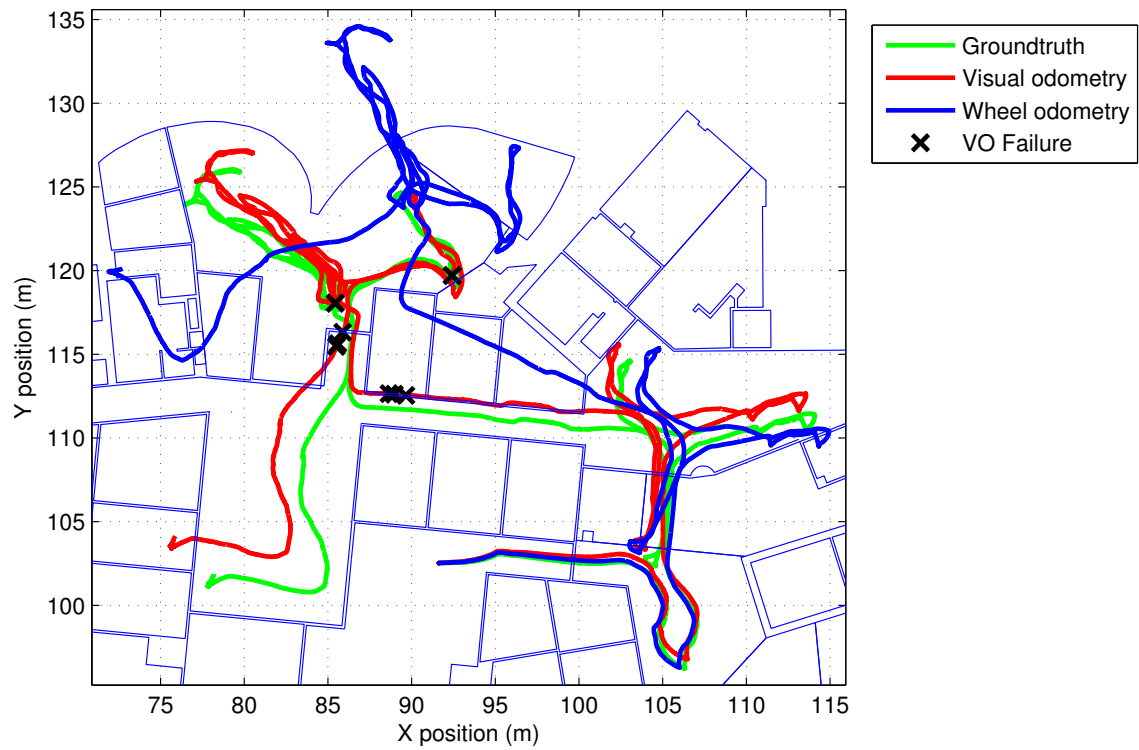 135
130
125
120
115
110
105
100
Y position (m)
75 80 85 90 95 100 105 110 115
X position (m)
Groundtruth
Visual odometry
Wheel odometry
VO Failure